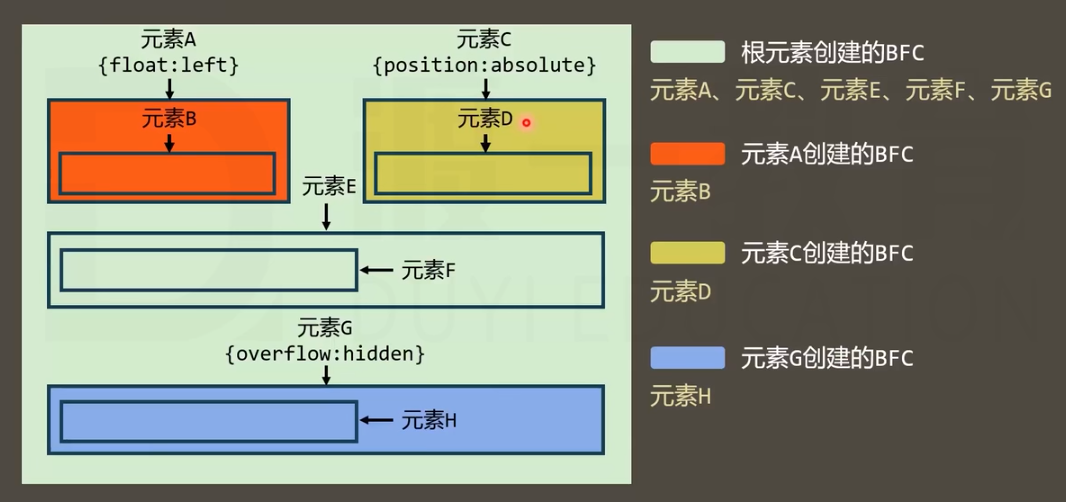 元素A
{float:left}
元素C
{position:absolute}
元素B
元素D
元素E
元素F
元素G
{overflow:hidden}
元素H
根元素创建的BFC
元素A、元素C、元素E、元素F、元素G
元素A创建的BFC
元素B
元素C创建的BFC
元素D
元素G创建的BFC
元素H